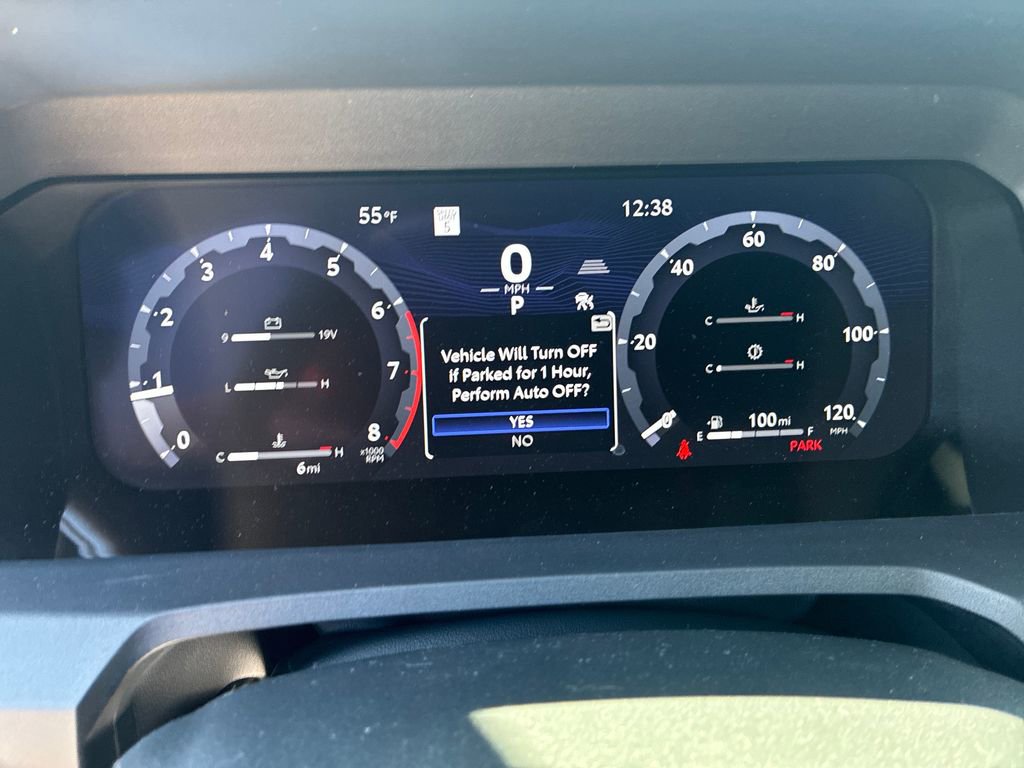 55°F
12:38
5
0
MPH
P
0
1
2
3
4
5
6
7
8
x1000
RPM
9 19V
L H
C H
6mi
Vehicle Will Turn OFF
if Parked for 1 Hour,
Perform Auto OFF?
YES
NO
0
20
40
60
80
100
120
MPH
C H
C H
100mi
E F
PARK